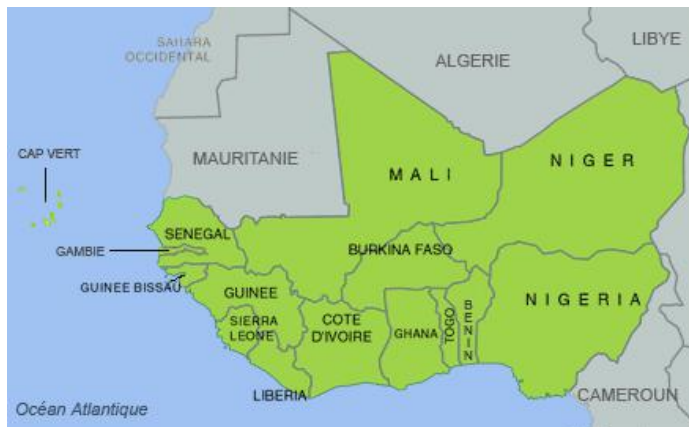 SAHARA
OCCIDENTAL
LIBYE
ALGERIE
CAP VERT
MAURITANIE
MALI
NIGER
SENEGAL
GAMBIE
BURKINA FASO
GUINEE BISSAU
GUINEE
NIGERIA
SIERRA
LEONE
COTE
D'IVOIRE
GHANA
TOGO
BENIN
LIBERIA
CAMEROUN
Océan Atlantique